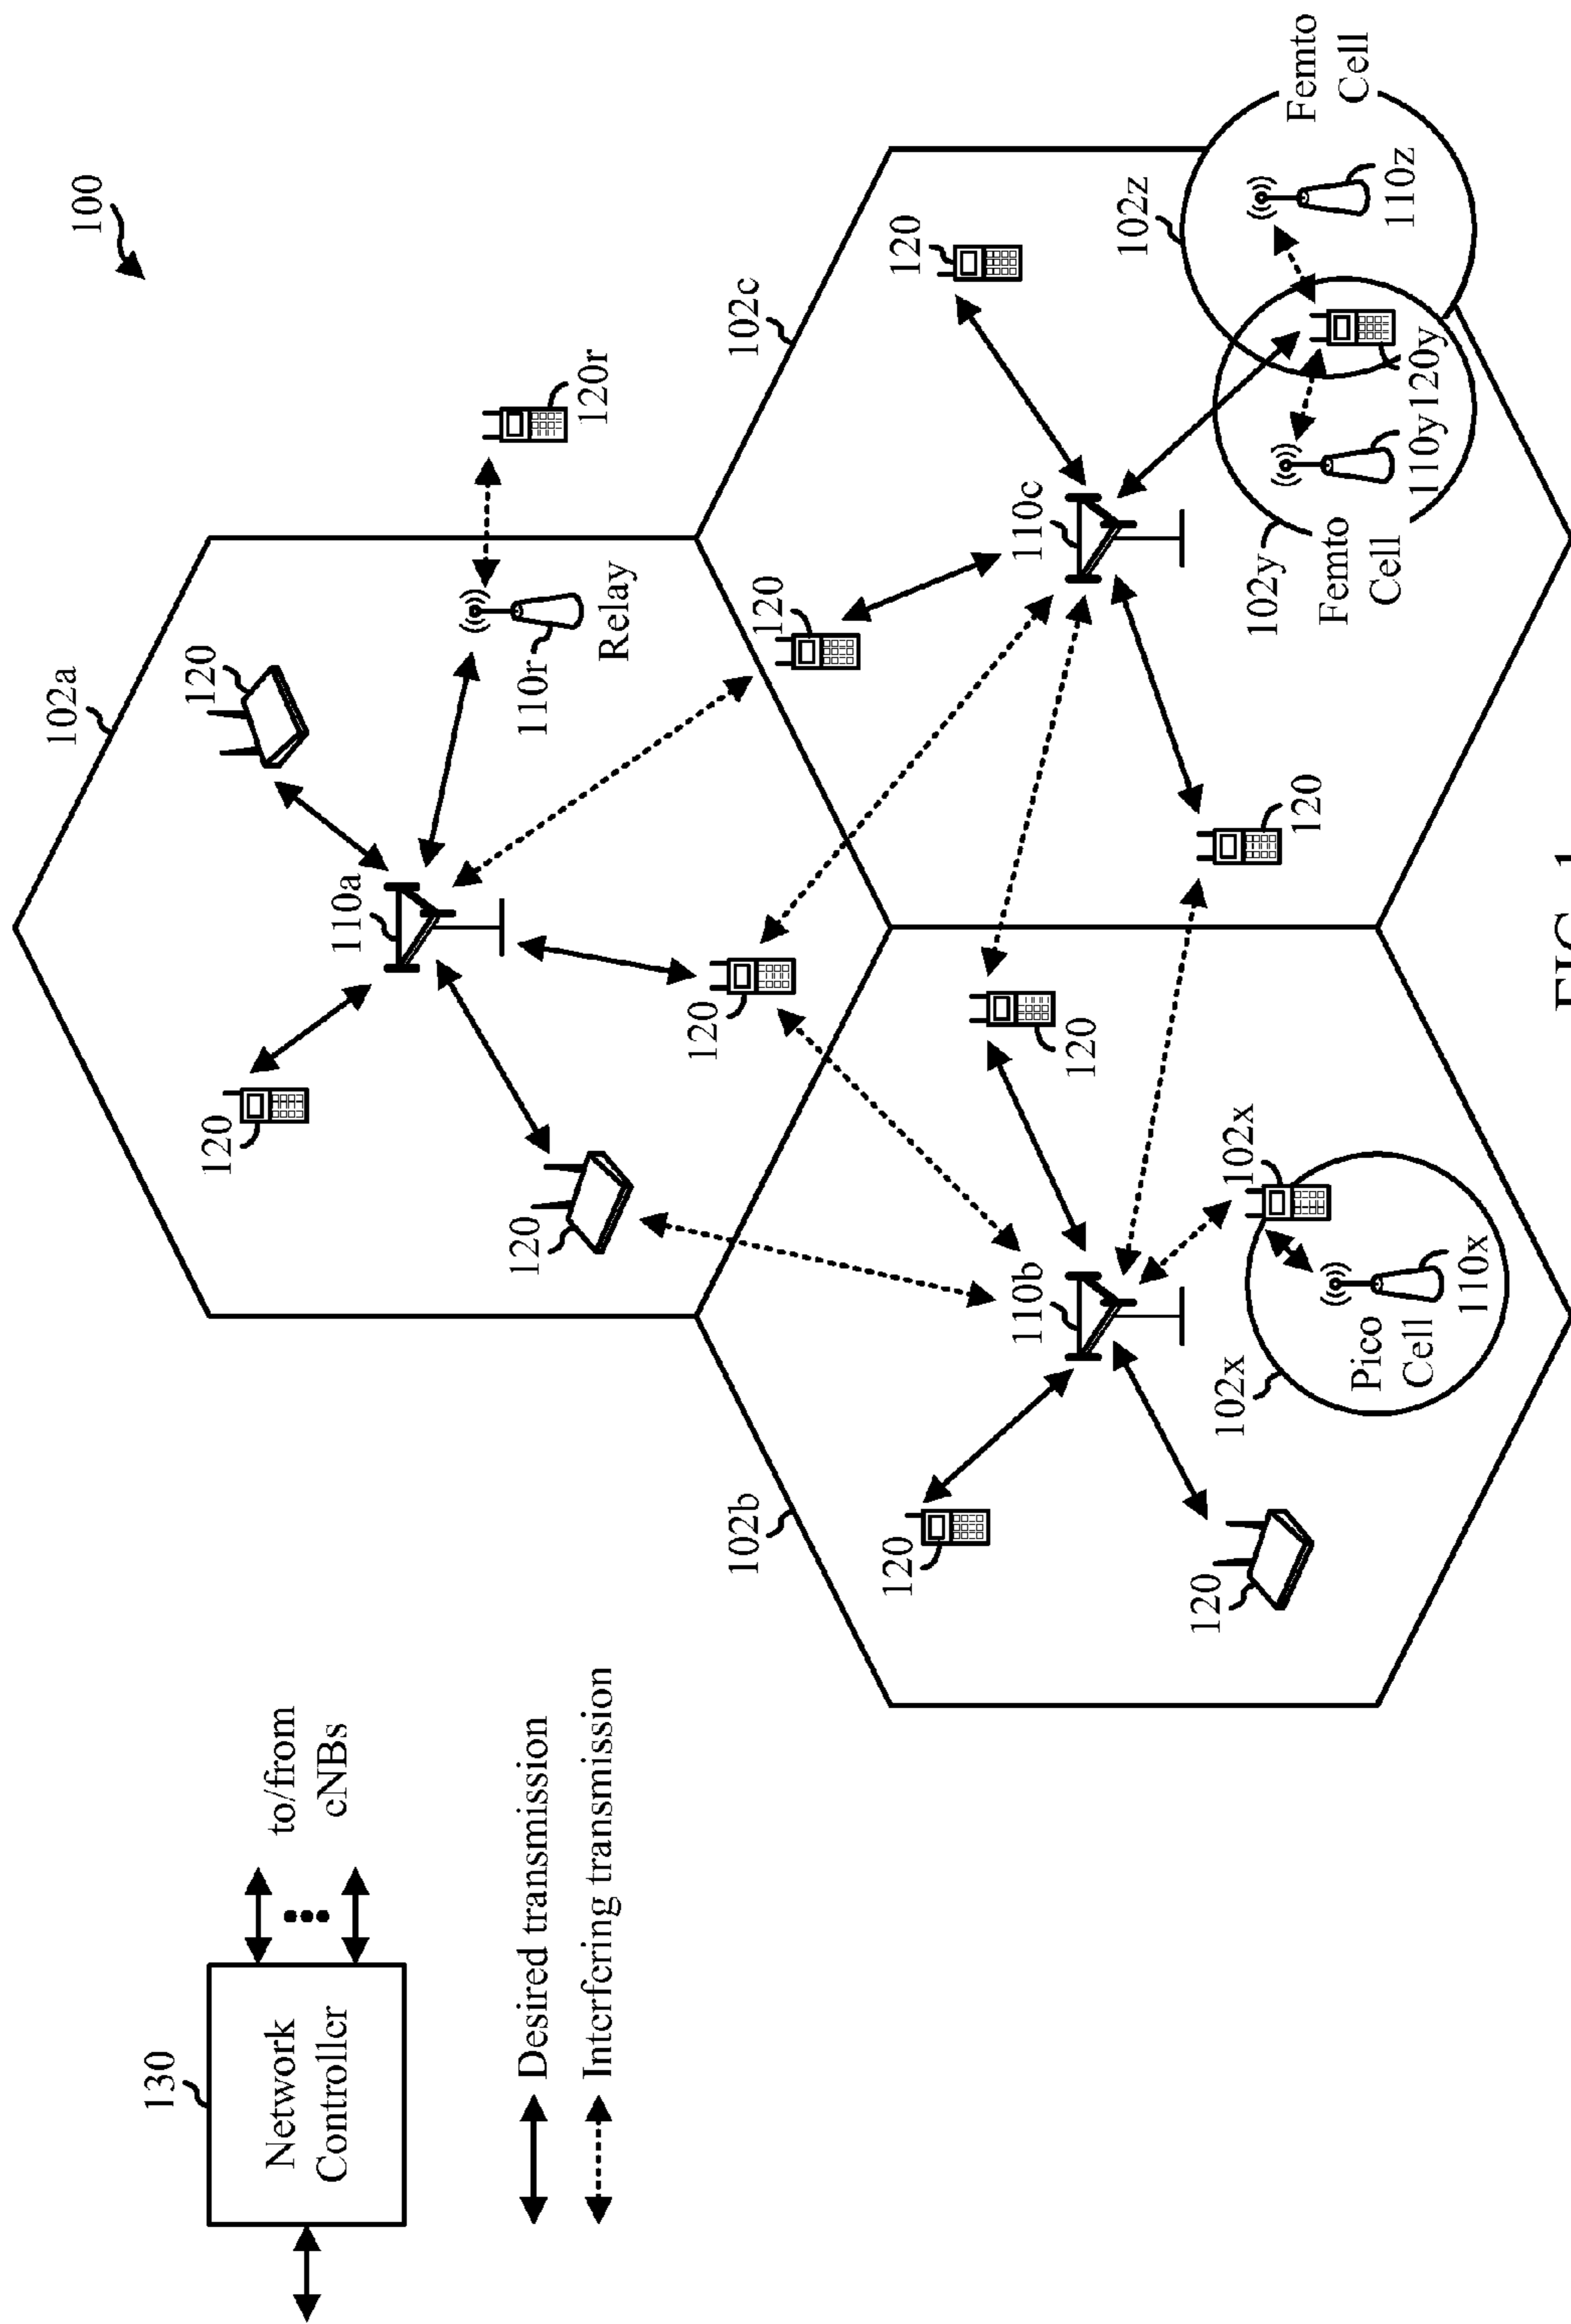 100
102a
130
120
120
Network
Controller
to/from
eNBs
110a
Desired transmission
Interfering transmission
120
110r
Relay
120r
120
120
102b
102c
120
120
110b
110c
120
102z
120
102x
102x
Pico
Cell
110x
120
102y
Femto
Cell
110y
120y
110z
Femto
Cell
FIG. 1